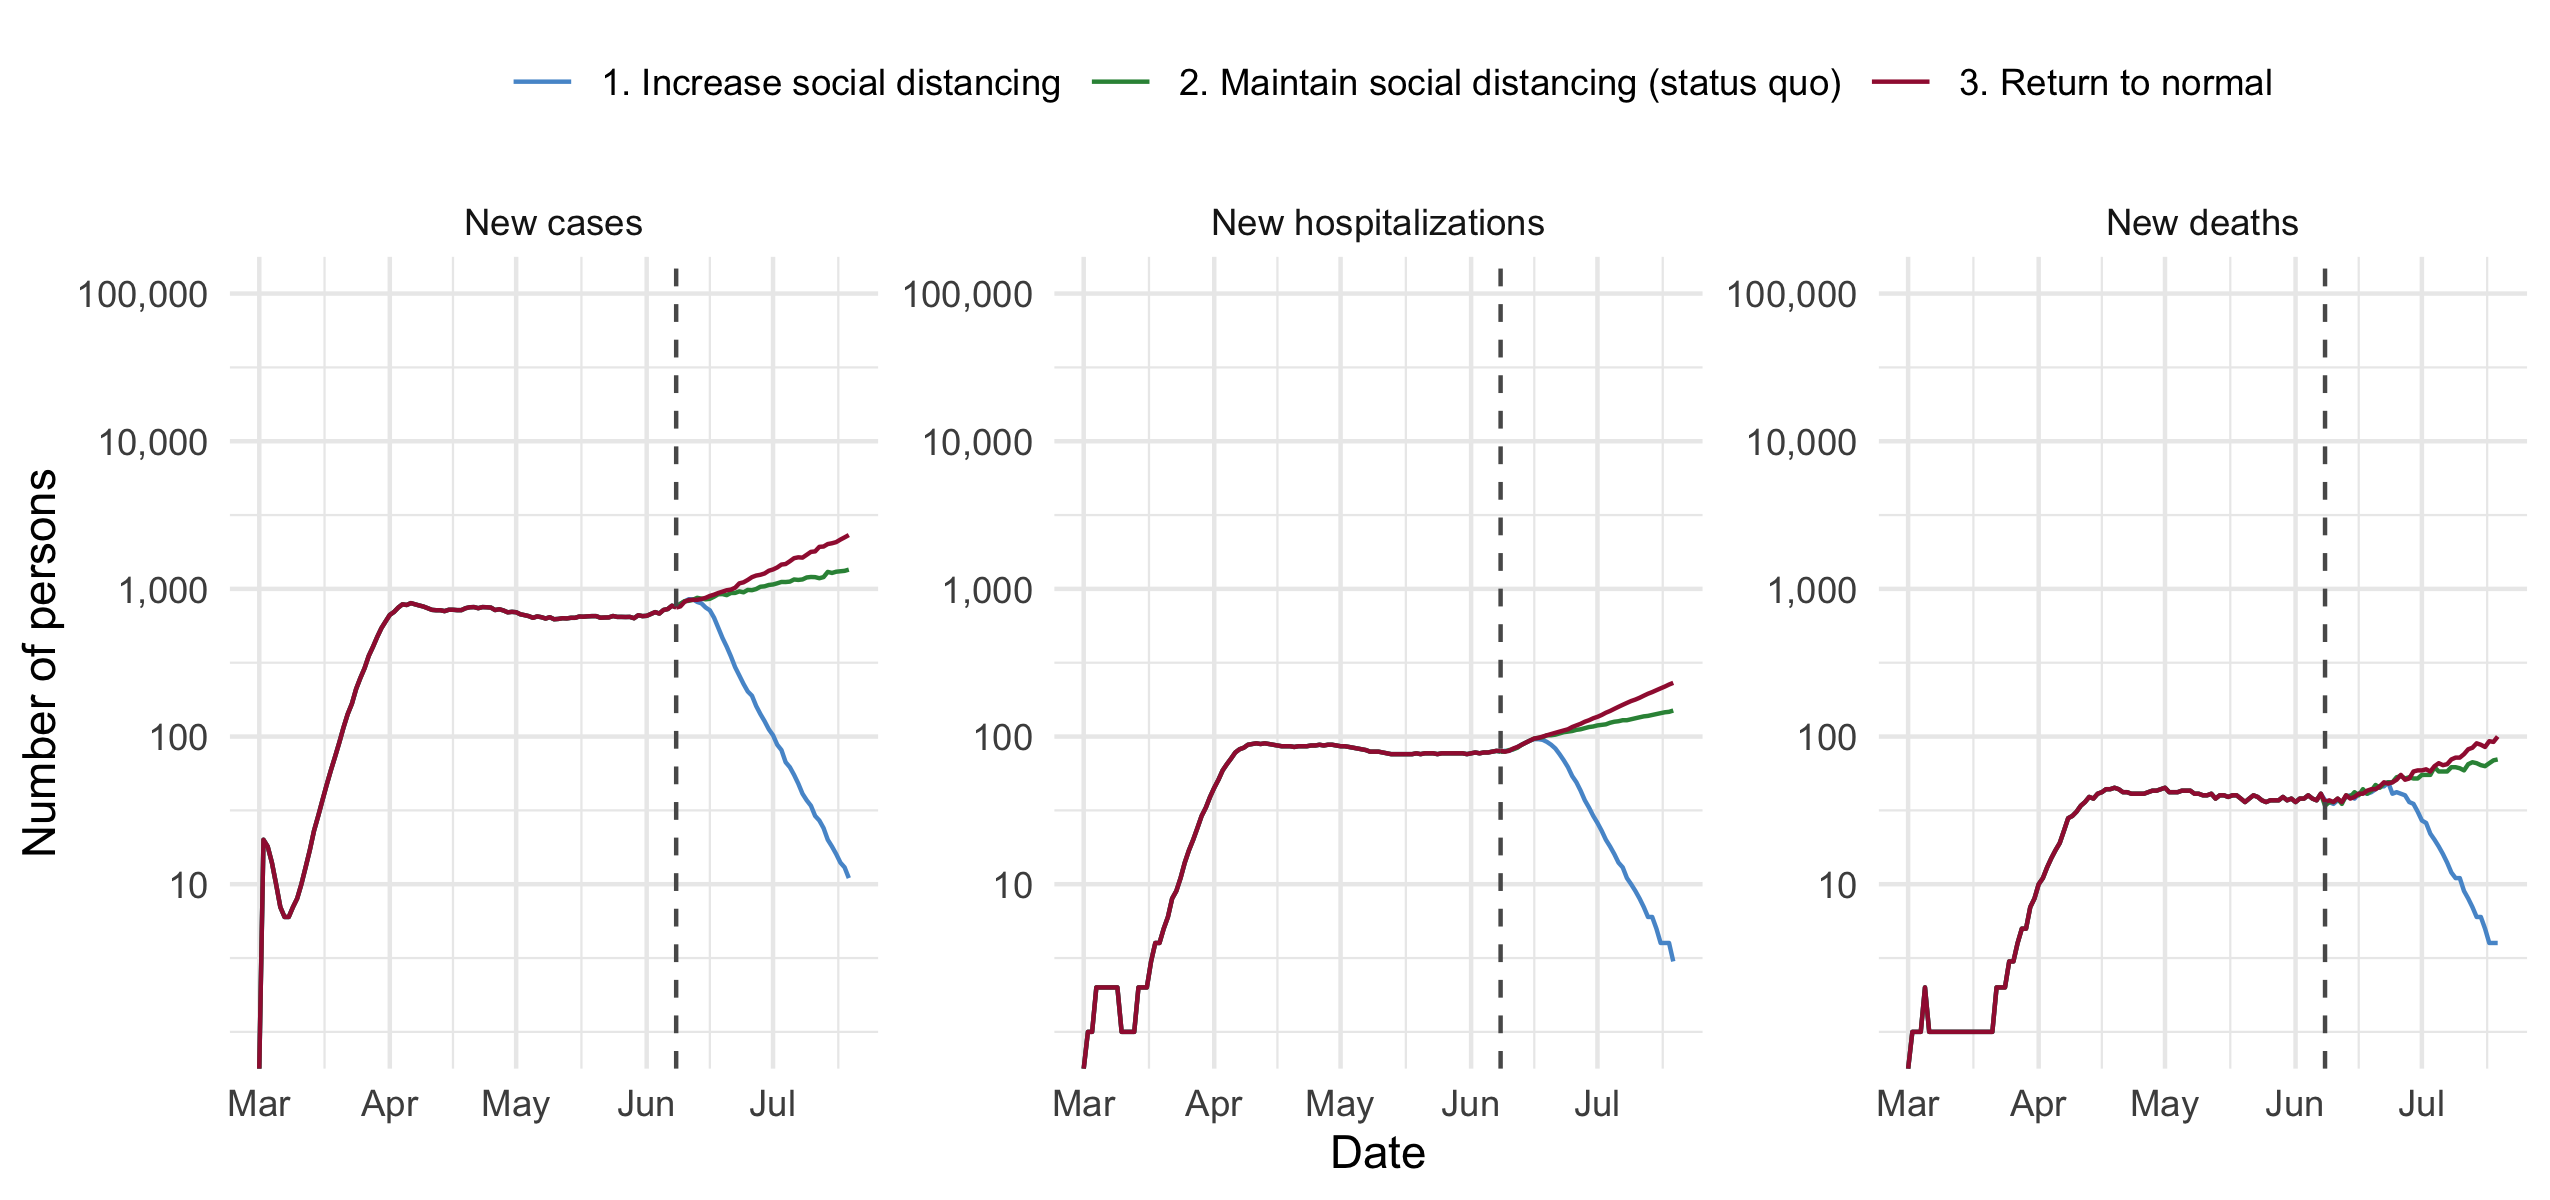 1. Increase social distancing 2. Maintain social distancing (status quo) 3. Return to normal
New cases New hospitalizations New deaths
Number of persons
100,000 100,000 100,000
10,000 10,000 10,000
1,000 1,000 1,000
100 100 100
10 10 10
Mar Apr May Jun Jul Mar Apr May Jun Jul Mar Apr May Jun Jul
Date